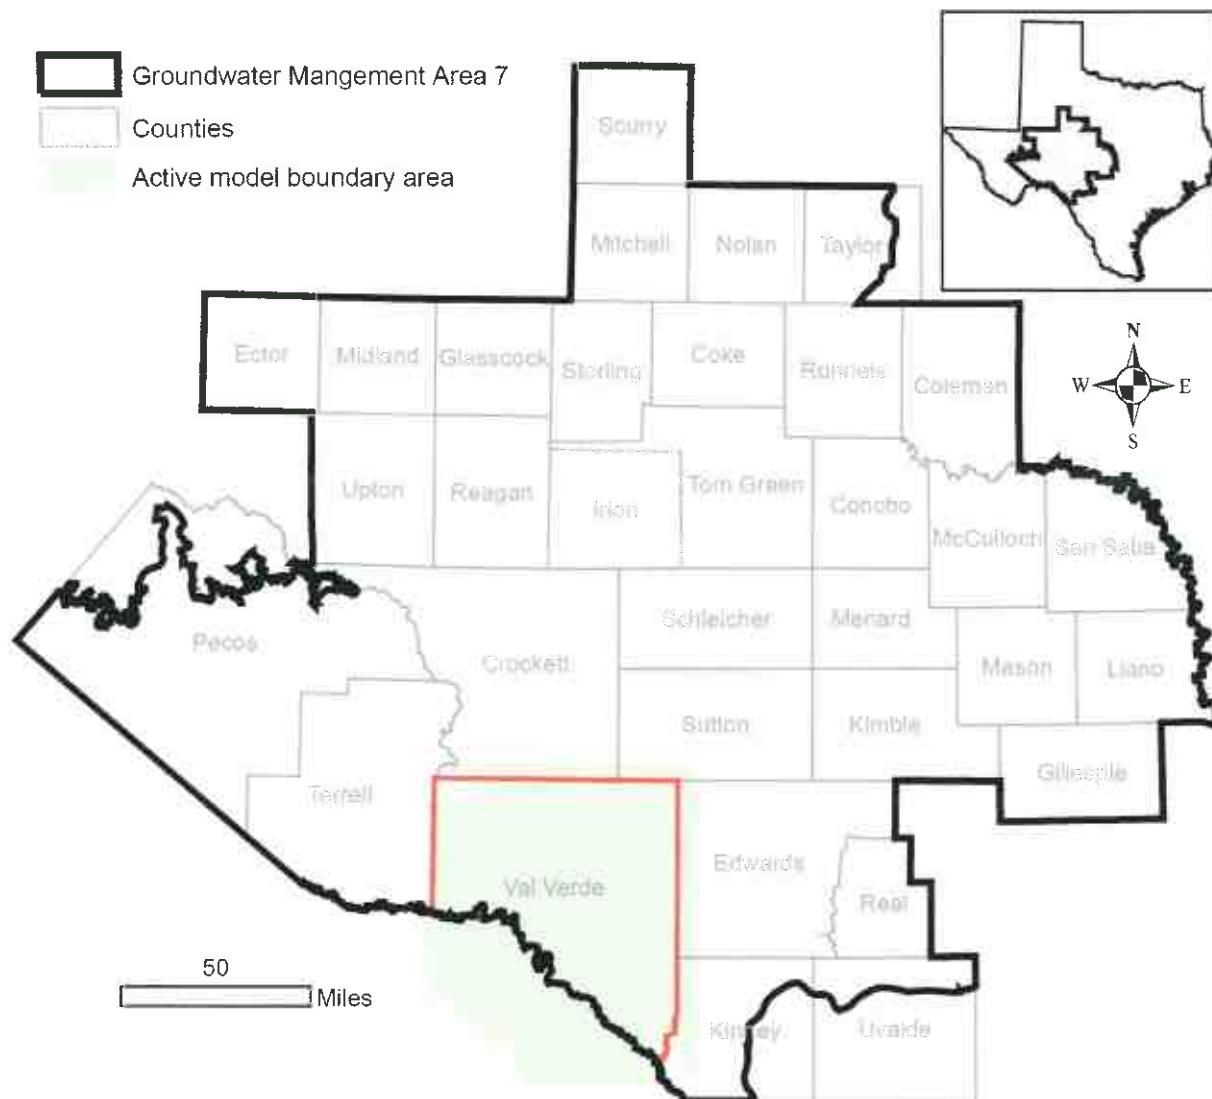 Groundwater Mangement Area 7
Counties
Active model boundary area
Scurry
Mitchell
Nolan
Taylor
Ector
Midland
Glasscock
Sterling
Coke
Runnels
Coleman
N
W
E
S
Upton
Reagan
Irion
Tom Green
Concho
McCulloch
San Saba
Pecos
Crockett
Schleicher
Menard
Mason
Llano
Sutton
Kimble
Gillespie
Terrell
Val Verde
Edwards
Real
50
Miles
Kinney
Uvalde